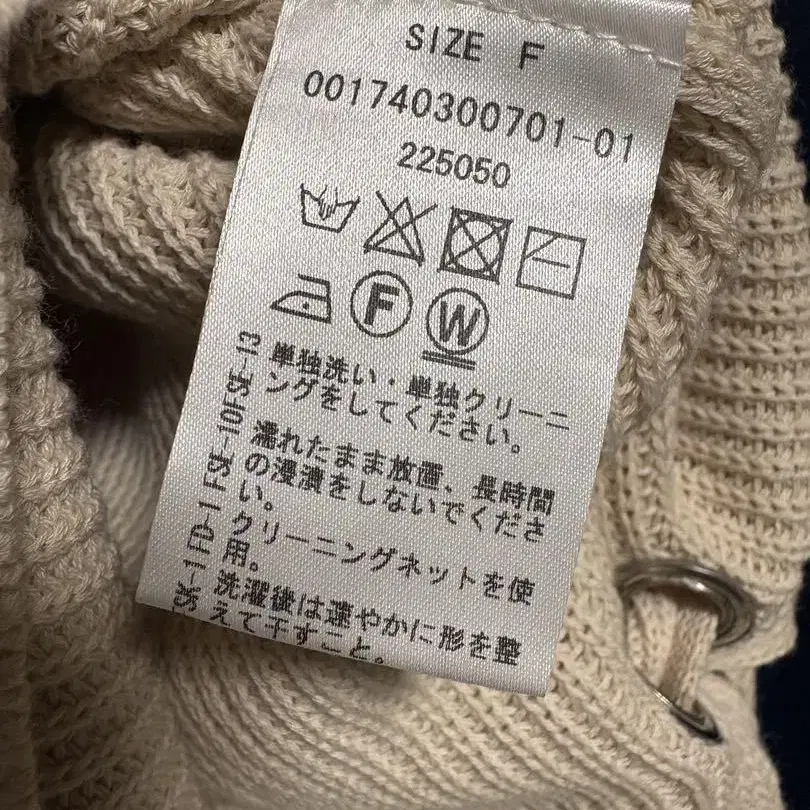 SIZE F
001740300701-01
225050
F
W
単独洗い・単独クリーニ
ングをしてください。
濡れたまま放置、長時間
の浸漬をしないでくださ
い。
クリーニングネットを使
用。
洗濯後は速やかに形を整
えて干すこと。